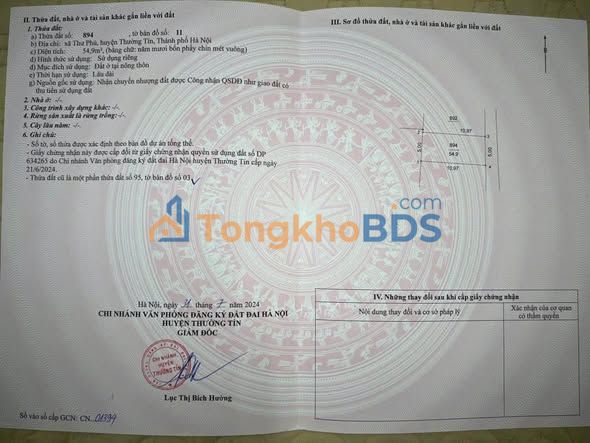 II. Thửa đất, nhà ở và tài sản khác gắn liền với đất
1. Thửa đất:
a) Thửa đất số: 894 , tờ bản đồ số: 11
b) Địa chỉ: xã Thư Phú, huyện Thường Tín, Thành phố Hà Nội
c) Diện tích: 54,9m², (bằng chữ: năm mươi bốn phẩy chín mét vuông)
d) Hình thức sử dụng: Sử dụng riêng
đ) Mục đích sử dụng: Đất ở tại nông thôn
e) Thời hạn sử dụng: Lâu dài
g) Nguồn gốc sử dụng: Nhận chuyển nhượng đất được Công nhận QSDĐ như giao đất có
thu tiền sử dụng đất
2. Nhà ở: -/-.
3. Công trình xây dựng khác: -/-.
4. Rừng sản xuất là rừng trồng: -/-.
5. Cây lâu năm: -/-.
6. Ghi chú:
- Số tờ, số thửa được xác định theo bản đồ dự án tổng thể.
- Giấy chứng nhận này được cấp đổi từ giấy chứng nhận quyền sử dụng đất số DP
634265 do Chi nhánh Văn phòng đăng ký đất đai Hà Nội huyện Thường Tín cấp ngày
21/6/2024.
- Thửa đất cũ là một phần thửa đất số 95, tờ bản đồ số 03
Hà Nội, ngày 31 tháng 7 năm 2024
CHI NHÁNH VĂN PHÒNG ĐĂNG KÝ ĐẤT ĐAI HÀ NỘI
HUYỆN THƯỜNG TÍN
GIÁM ĐỐC
CHI NHÁNH
HUYỆN
THƯỜNG TÍN
Lục Thị Bích Hường
Số vào sổ cấp GCN: CN 01394
III. Sơ đồ thửa đất, nhà ở và tài sản khác gắn liền với đất
892
10,97
5,00
894
54.9
5,00
10,97
IV. Những thay đổi sau khi cấp giấy chứng nhận
Nội dung thay đổi và cơ sở pháp lý
Xác nhận của cơ quan
có thẩm quyền
TongkhoBDS
.com